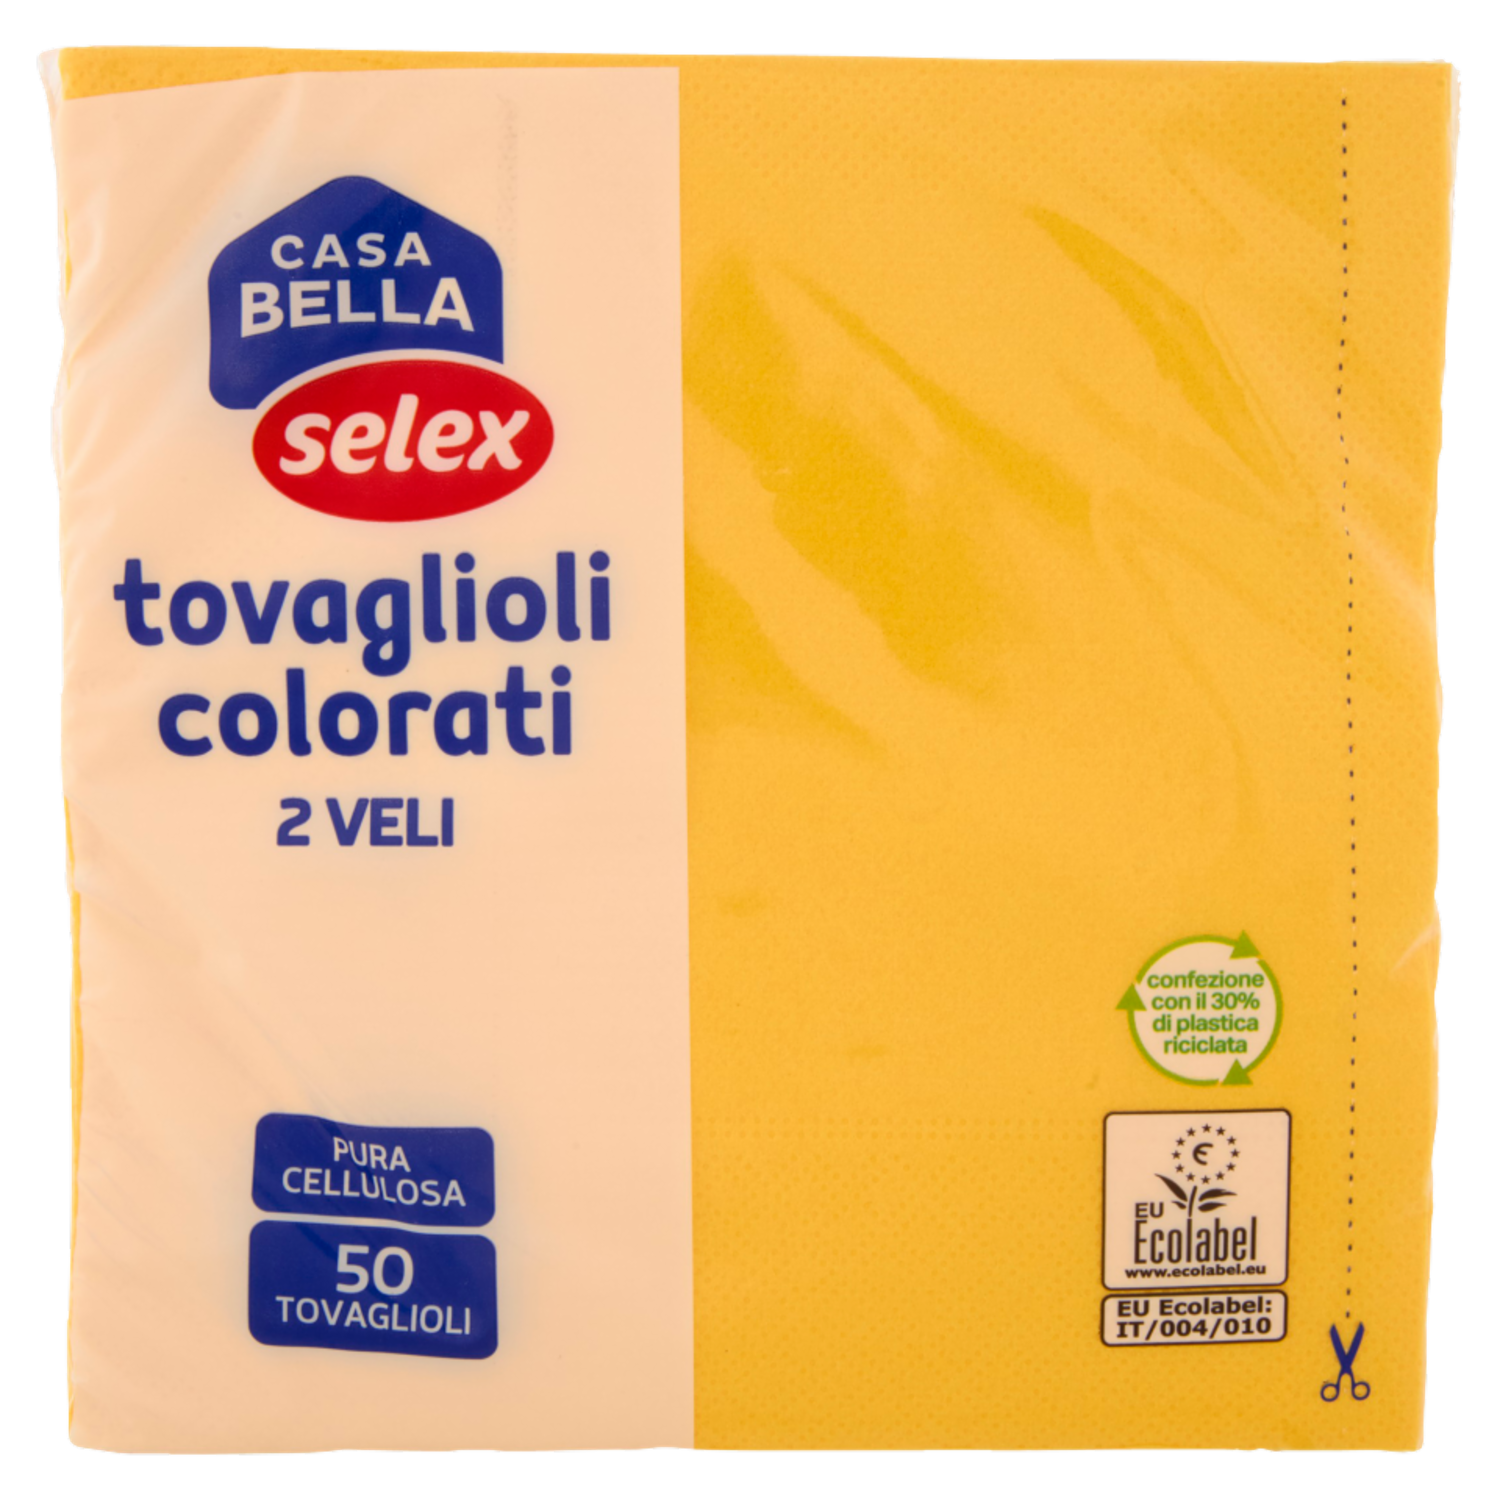 CASA
BELLA
selex
tovaglioli
colorati
2 VELI
PURA
CELLULOSA
50
TOVAGLIOLI
confezione
con il 30%
di plastica
riciclata
EU
Ecolabel
www.ecolabel.eu
EU Ecolabel:
IT/004/010